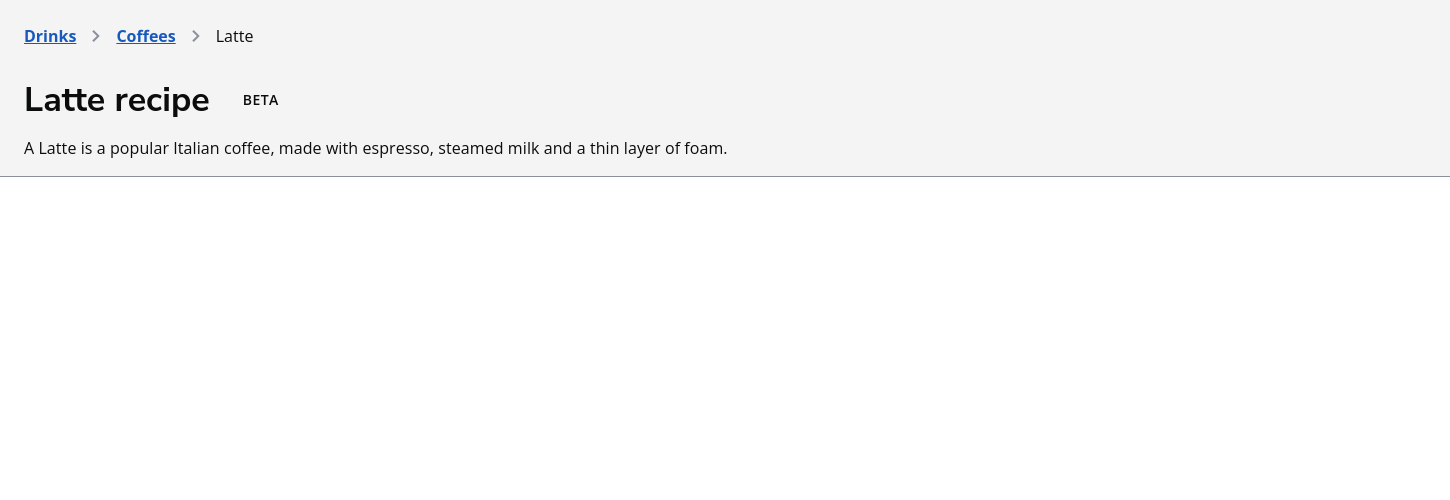 Drinks > Coffees > Latte
Latte recipe BETA
A Latte is a popular Italian coffee, made with espresso, steamed milk and a thin layer of foam.